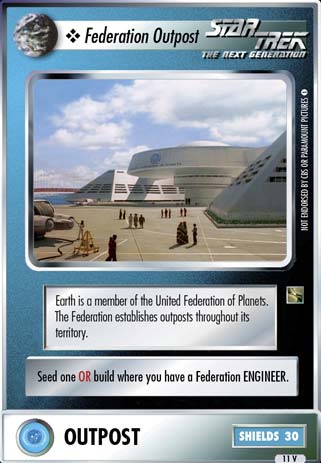 ❖ Federation Outpost
STAR TREK
THE NEXT GENERATION
NOT ENDORSED BY CBS OR PARAMOUNT PICTURES
Earth is a member of the United Federation of Planets.
The Federation establishes outposts throughout its
territory.
Seed one OR build where you have a Federation ENGINEER.
OUTPOST
SHIELDS 30
11 V